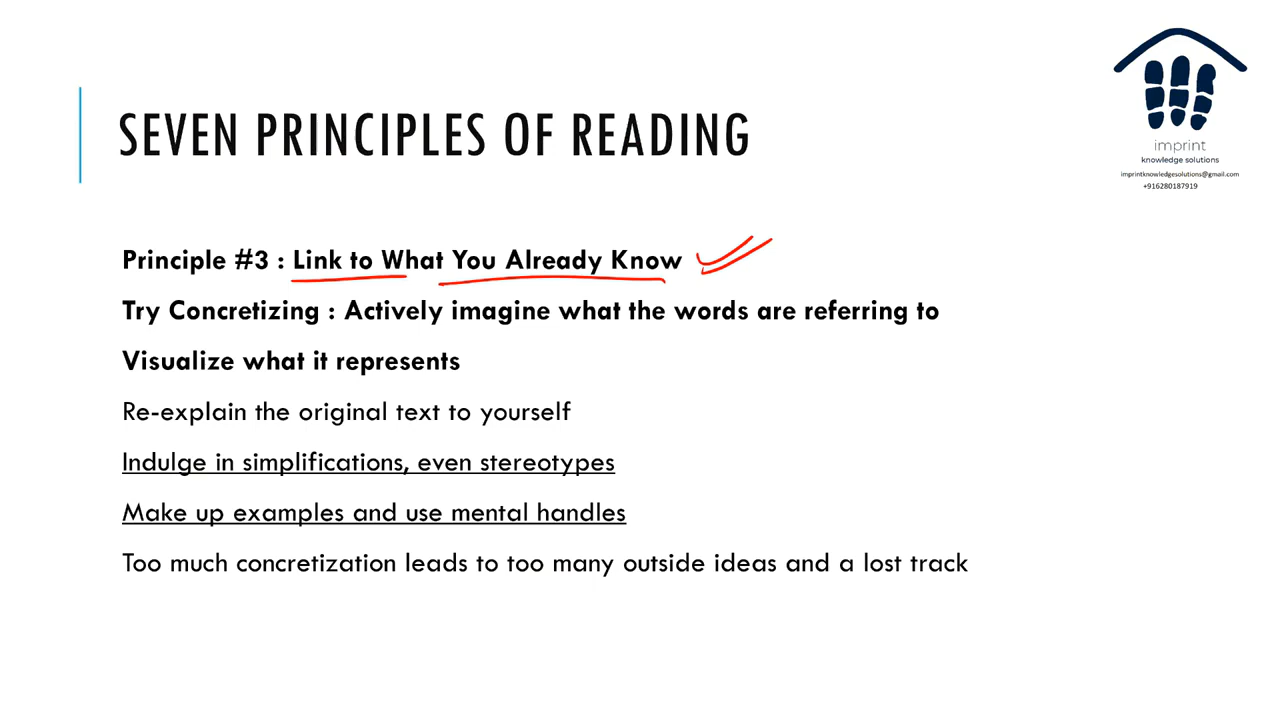 imprint
knowledge solutions
imprintknowledgesolutions@gmail.com
+916280187919
SEVEN PRINCIPLES OF READING
Principle #3 : Link to What You Already Know
Try Concretizing : Actively imagine what the words are referring to
Visualize what it represents
Re-explain the original text to yourself
Indulge in simplifications, even stereotypes
Make up examples and use mental handles
Too much concretization leads to too many outside ideas and a lost track